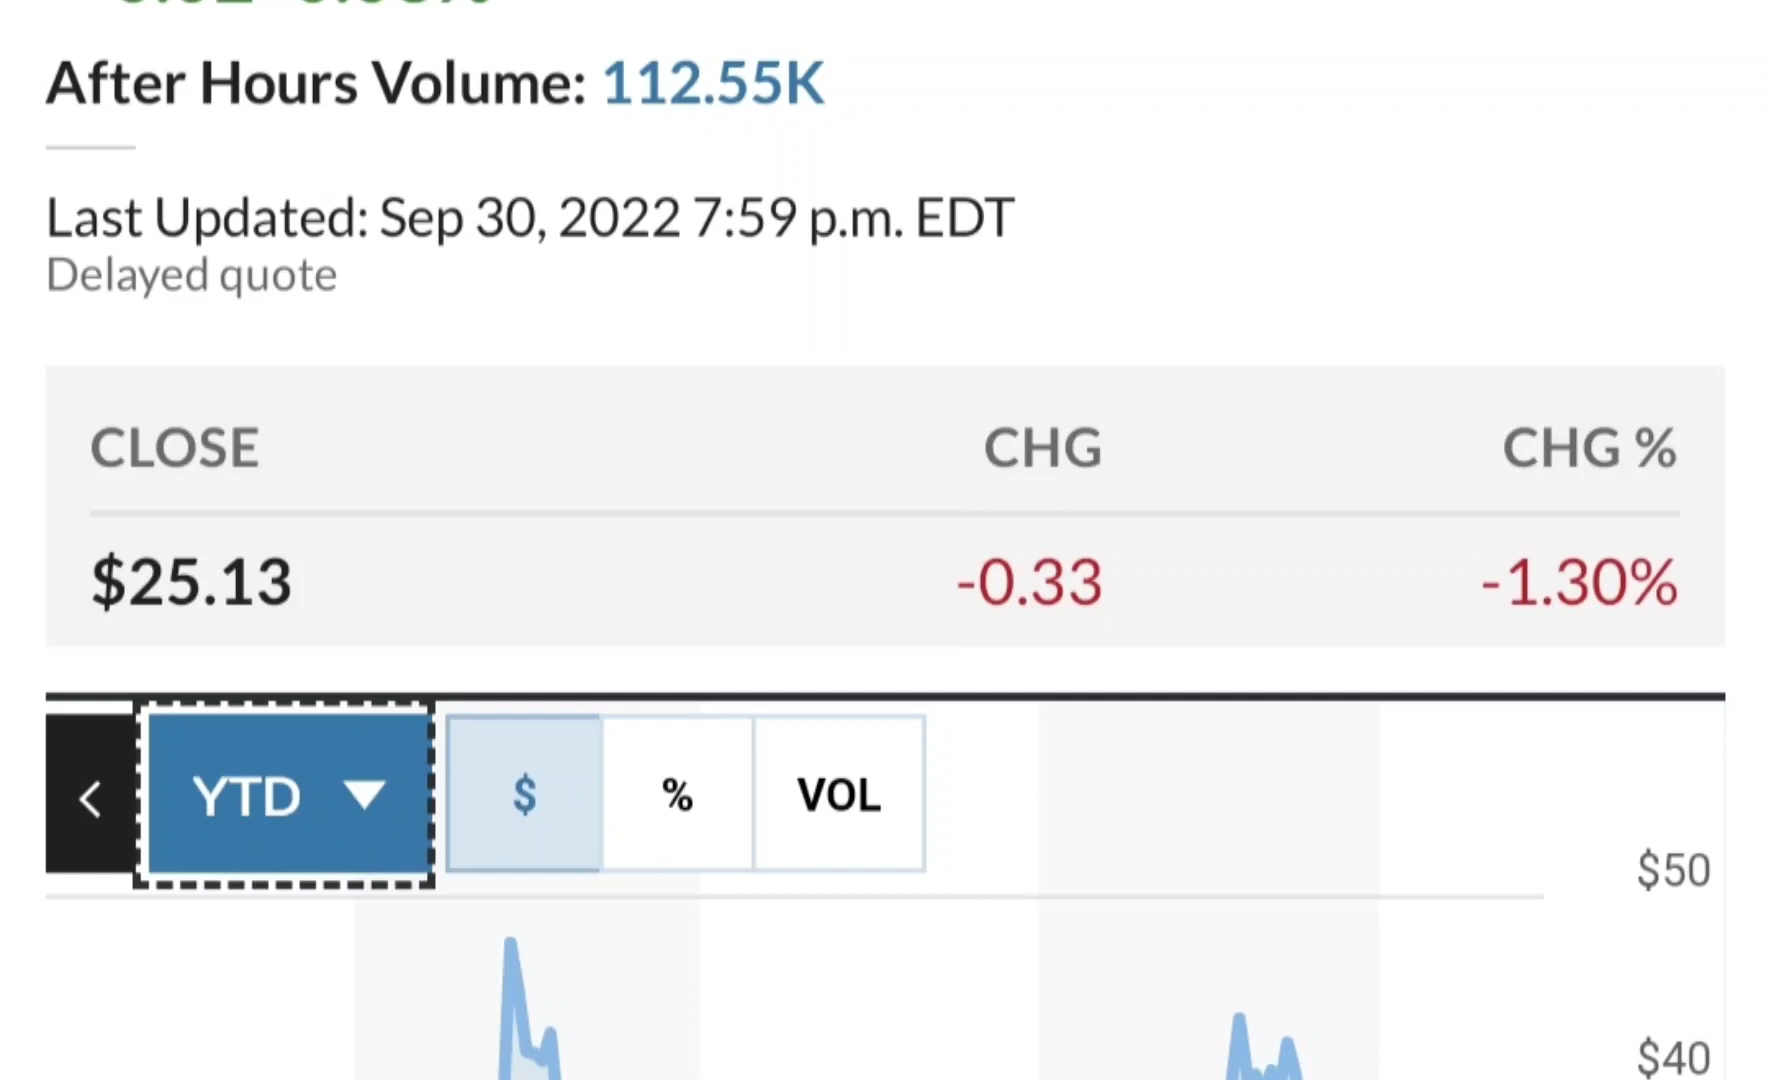 After Hours Volume: 112.55K
Last Updated: Sep 30, 2022 7:59 p.m. EDT
Delayed quote
CLOSE CHG CHG %
$25.13 -0.33 -1.30%
YTD $ % VOL
$50
$40